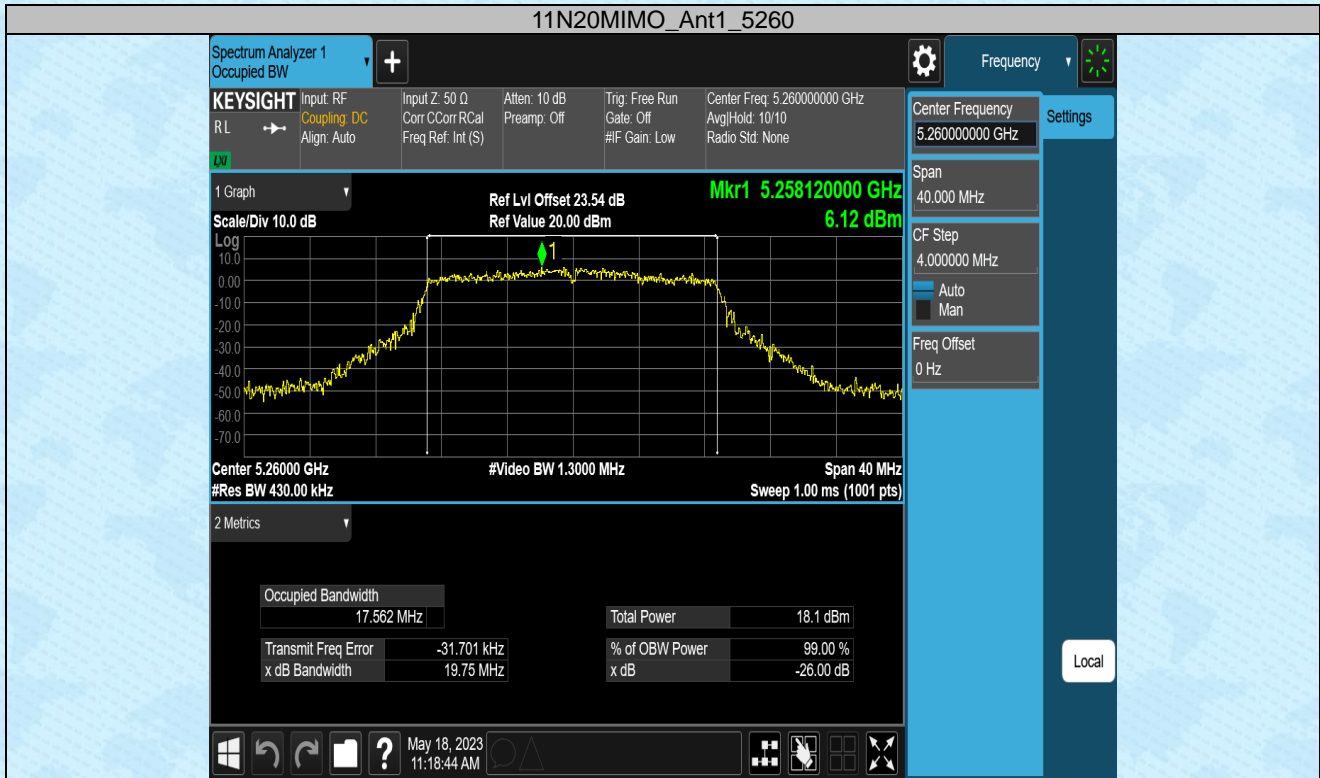 11N20MIMO_Ant1_5260
Spectrum Analyzer 1
Occupied BW
+
Frequency
KEYSIGHT
R L
LXI
Input: RF
Coupling: DC
Align: Auto
Input Z: 50 Ω
Corr CCorr RCal
Freq Ref: Int (S)
Atten: 10 dB
Preamp: Off
Trig: Free Run
Gate: Off
#IF Gain: Low
Center Freq: 5.260000000 GHz
Avg|Hold: 10/10
Radio Std: None
Center Frequency
5.260000000 GHz
Settings
Span
40.000 MHz
CF Step
4.000000 MHz
Auto
Man
Freq Offset
0 Hz
Local
1 Graph
Scale/Div 10.0 dB
Ref Lvl Offset 23.54 dB
Ref Value 20.00 dBm
Mkr1 5.258120000 GHz
6.12 dBm
Log
1
10.0
0.00
-10.0
-20.0
-30.0
-40.0
-50.0
-60.0
-70.0
Center 5.26000 GHz
#Video BW 1.3000 MHz
Span 40 MHz
#Res BW 430.00 kHz
Sweep 1.00 ms (1001 pts)
2 Metrics
Occupied Bandwidth
17.562 MHz
Total Power 18.1 dBm
Transmit Freq Error -31.701 kHz
% of OBW Power 99.00 %
x dB Bandwidth 19.75 MHz
x dB -26.00 dB
?
May 18, 2023
11:18:44 AM